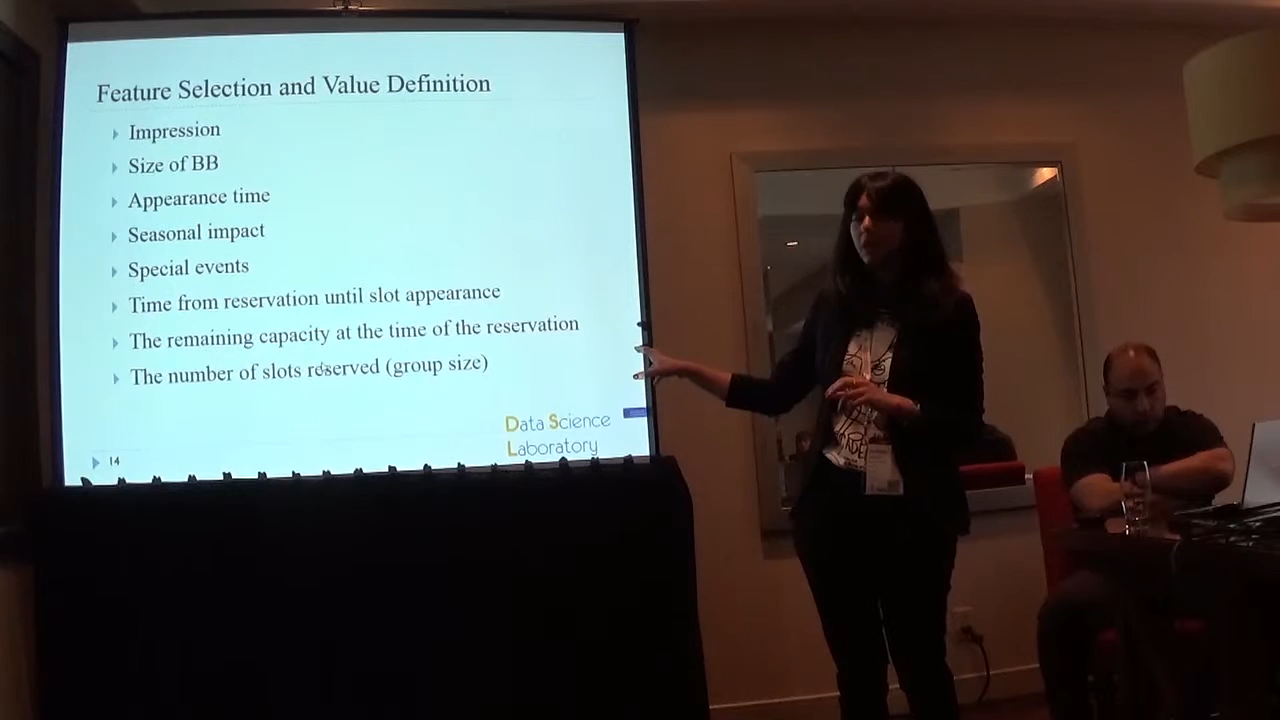 Feature Selection and Value Definition
Impression
Size of BB
Appearance time
Seasonal impact
Special events
Time from reservation until slot appearance
The remaining capacity at the time of the reservation
The number of slots reserved (group size)
Data Science
Laboratory
14